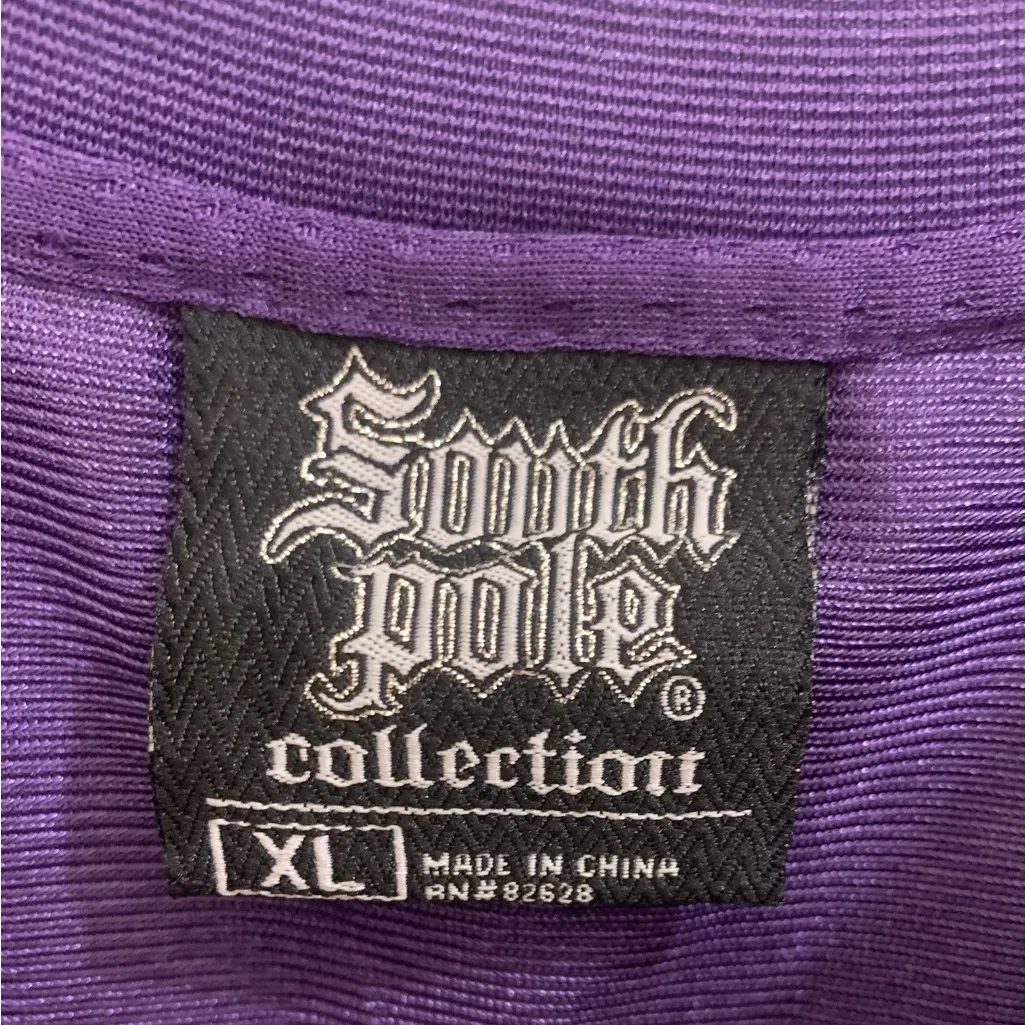 South
pole®
collection
XL
MADE IN CHINA
RN#82628